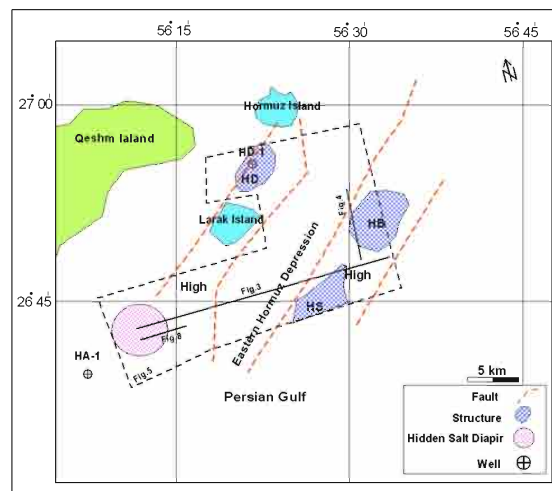 56° 15
56° 30
56° 45
N
27° 00
Hormuz Island
Qeshm Ialand
HD-1
HD
Larak Island
HB
Fig.4
High
High
Fig.3
26° 45
Eastern Hormuz Depression
HS
Fig.8
HA-1
Fig.5
5 km
Persian Gulf
Fault
Structure
Hidden Salt Diapir
Well